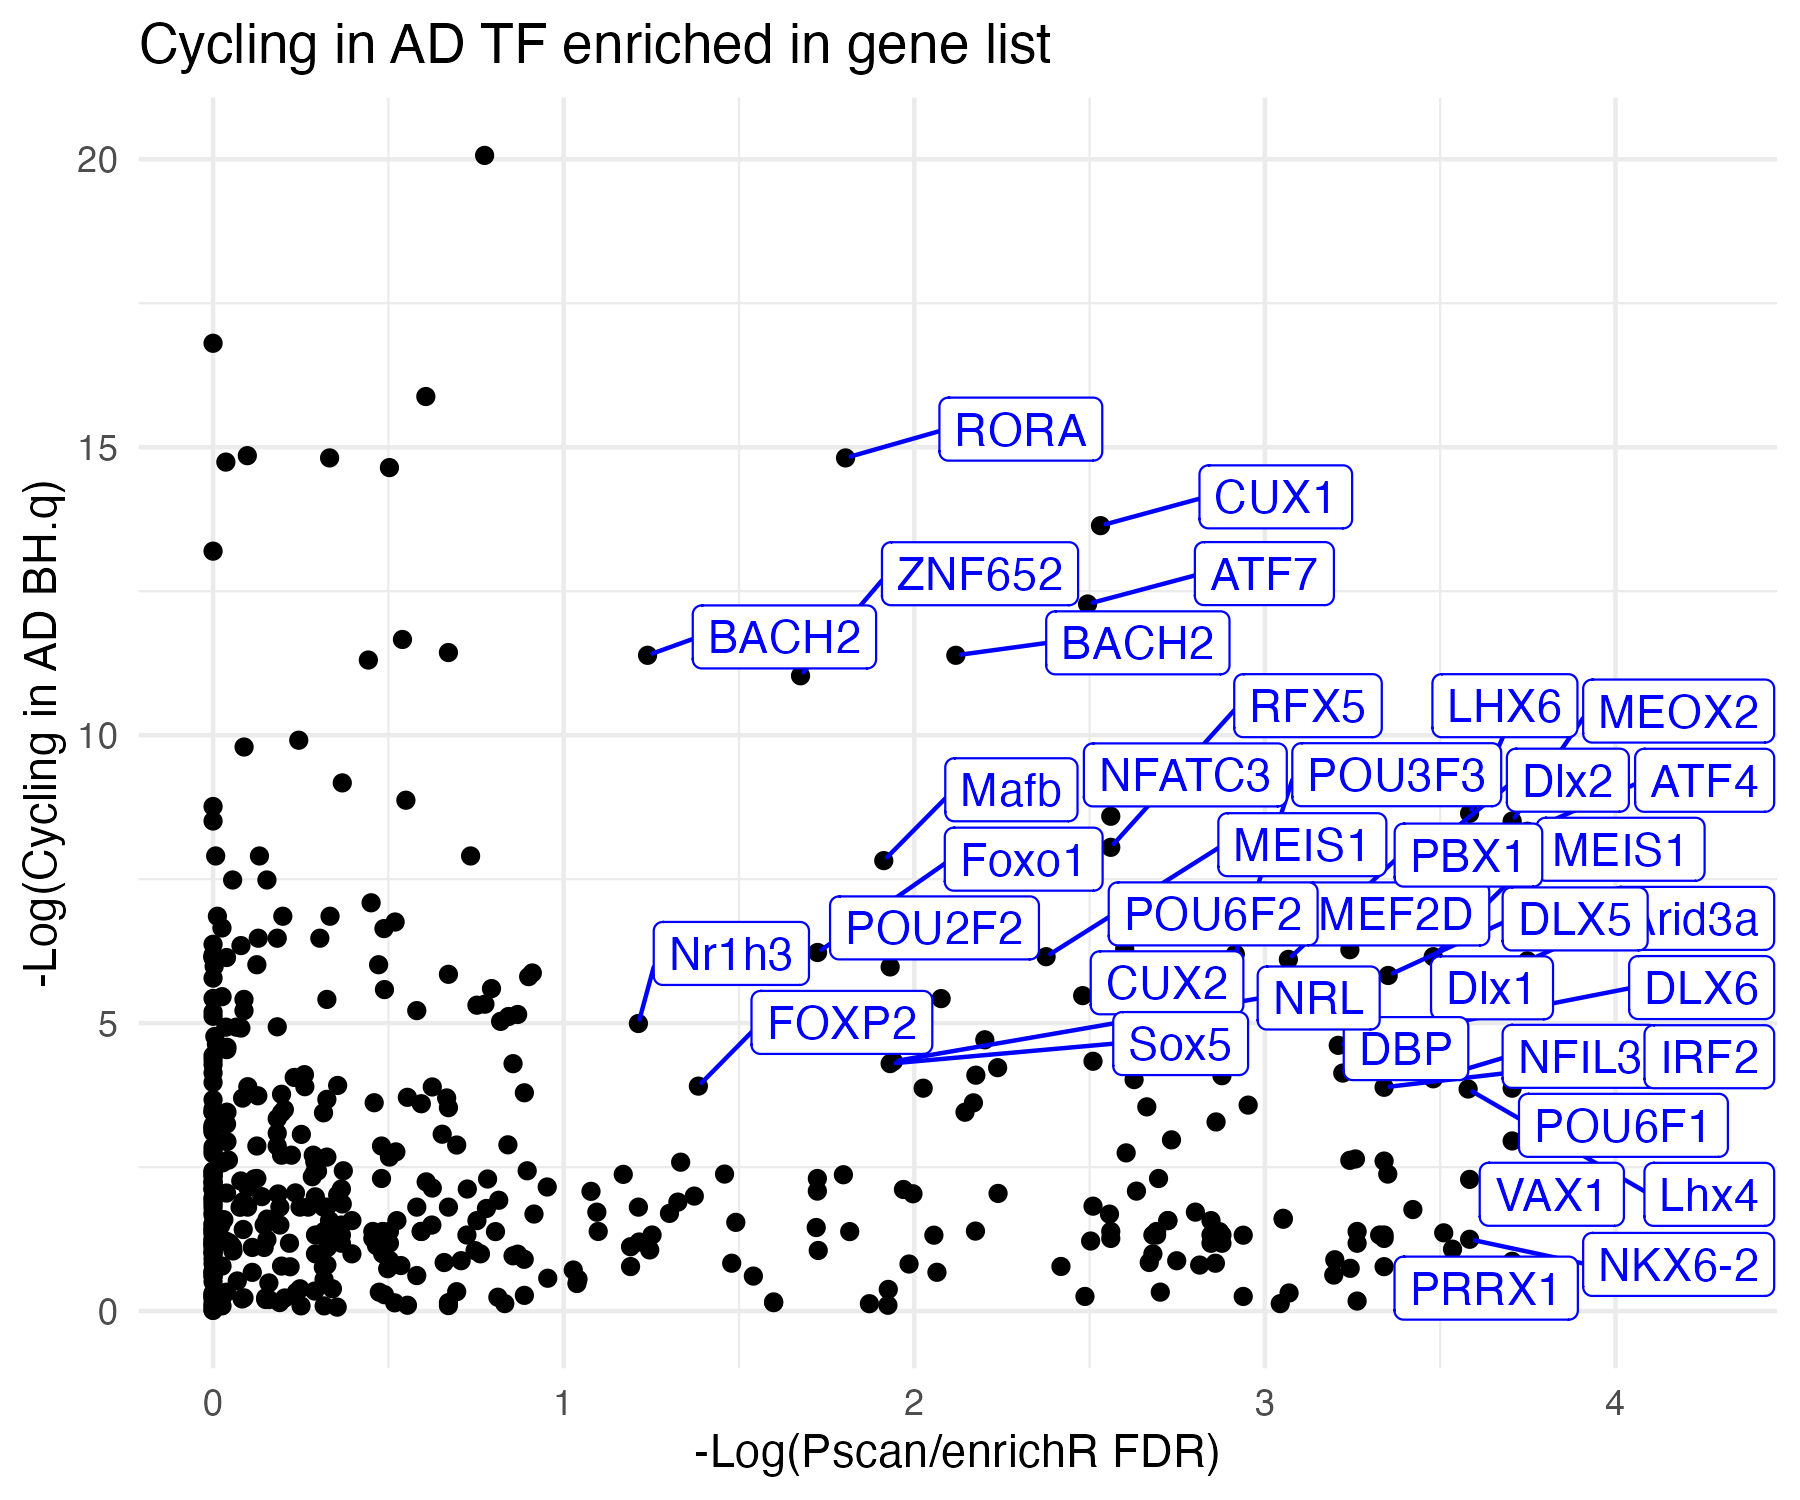 Cycling in AD TF enriched in gene list
-Log(Cycling in AD BH.q)
20
15
10
5
0
RORA
CUX1
ZNF652
ATF7
BACH2
BACH2
RFX5
LHX6
MEOX2
Mafb
NFATC3
POU3F3
Dlx2
ATF4
Foxo1
MEIS1
PBX1
MEIS1
POU2F2
POU6F2
MEF2D
DLX5
rid3a
Nr1h3
CUX2
NRL
Dlx1
DLX6
FOXP2
Sox5
DBP
NFIL3
IRF2
POU6F1
VAX1
Lhx4
NKX6-2
PRRX1
0
1
2
3
4
-Log(Pscan/enrichR FDR)